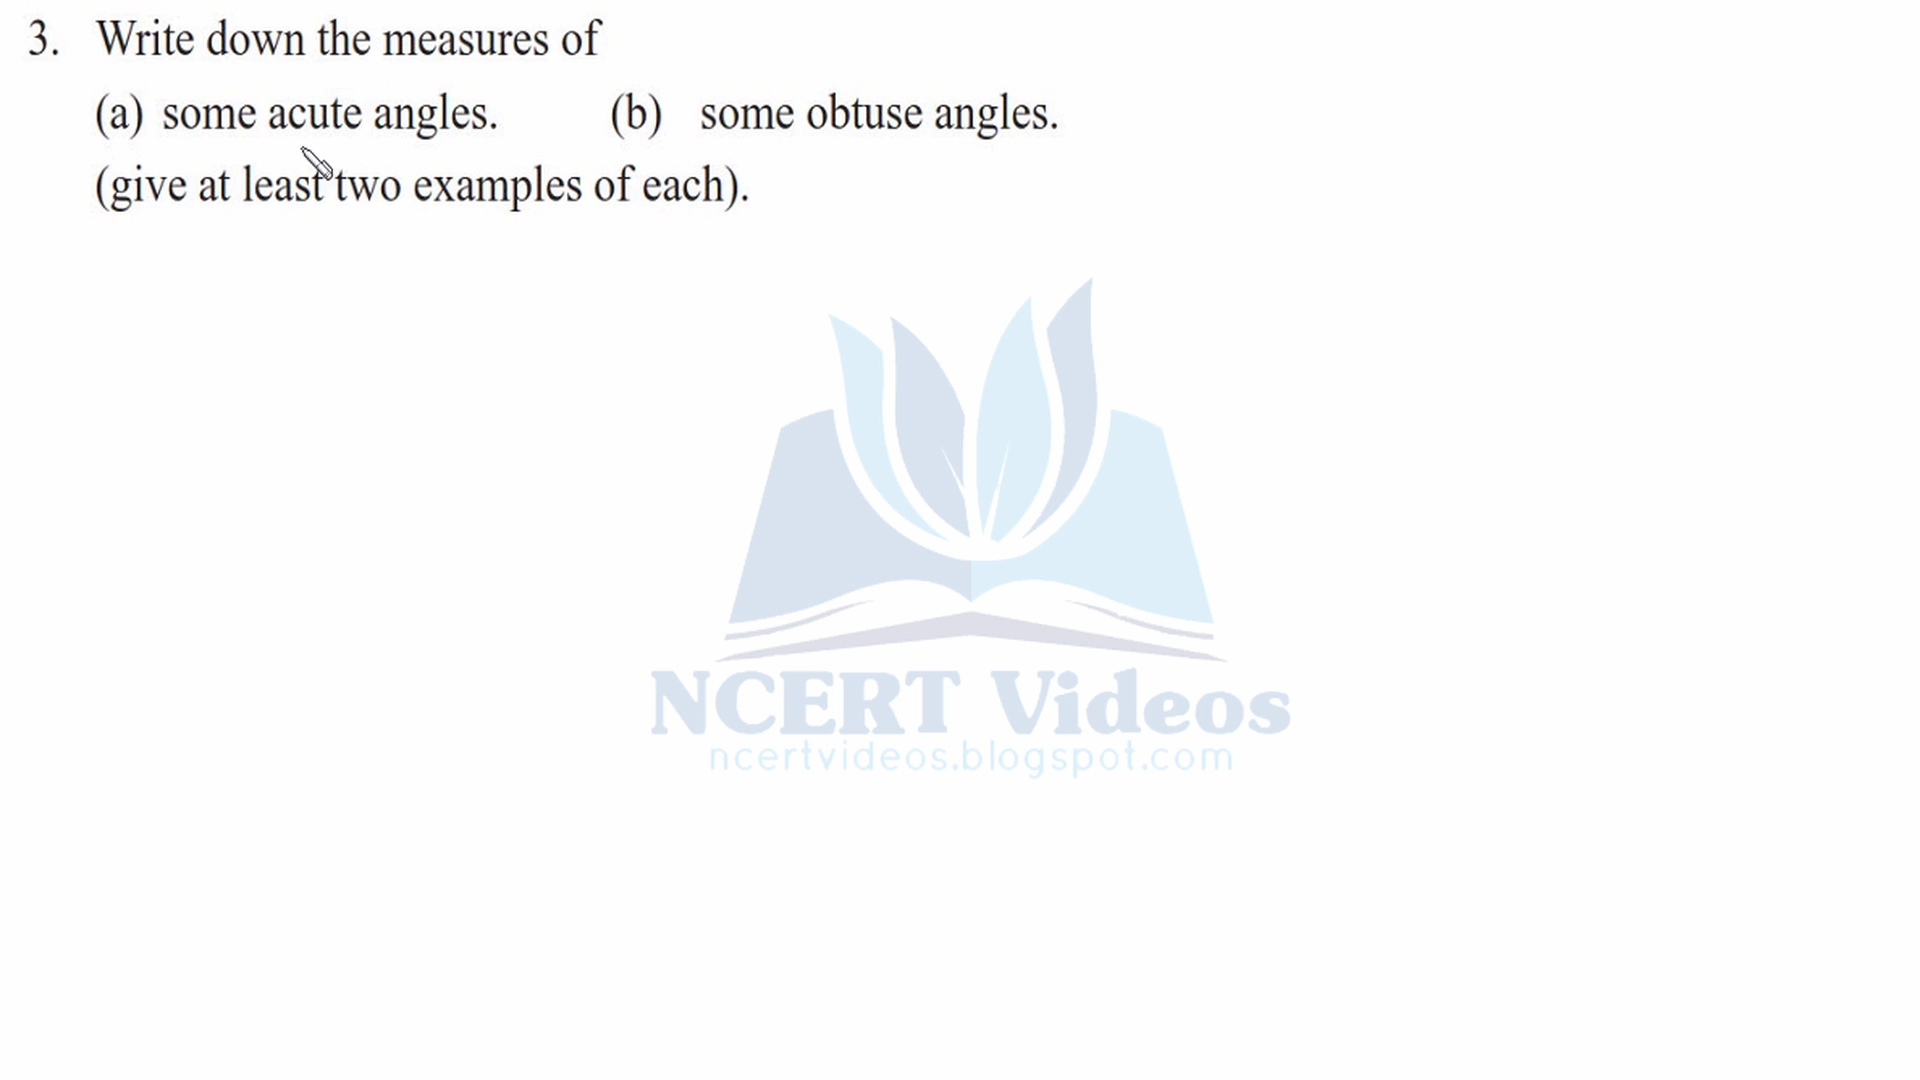 3. Write down the measures of
(a) some acute angles. (b) some obtuse angles.
(give at least two examples of each).
NCERT Videos
ncertvideos.blogspot.com